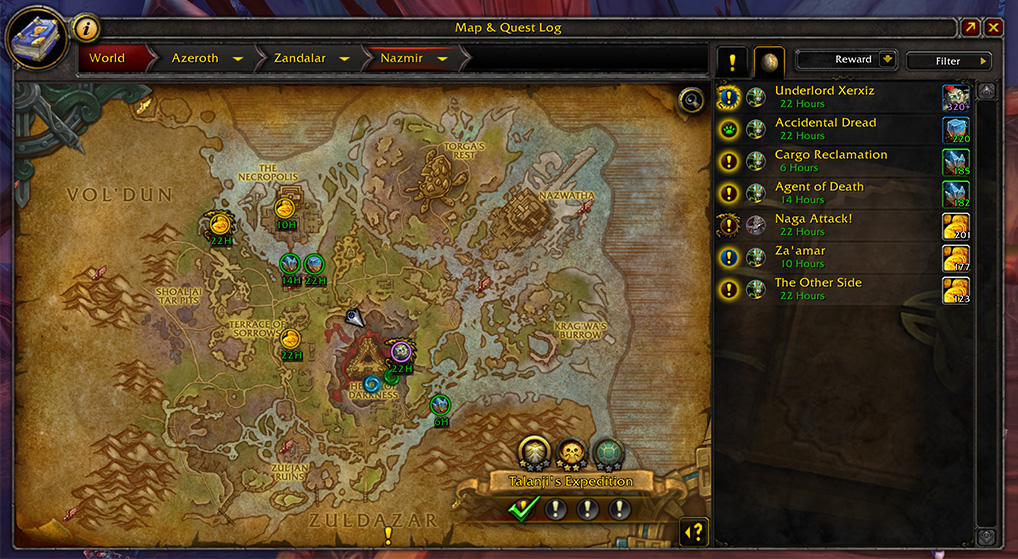 Map & Quest Log
World
Azeroth
Zandalar
Nazmir
Reward
Filter
Underlord Xerxiz
22 Hours
320
Accidental Dread
22 Hours
220
Cargo Reclamation
6 Hours
185
Agent of Death
14 Hours
182
Naga Attack!
22 Hours
201
Za'amar
10 Hours
177
The Other Side
22 Hours
123
TORGA'S
REST
THE
NECROPOLIS
VOL'DUN
NAZWATHA
10H
22H
14H
22H
SHOALJAI
TAR PITS
TERRACE OF
SORROWS
KRAG'WA'S
BURROW
22H
22H
HEART OF
DARKNESS
6H
ZUL'JAN
RUINS
Talanji's Expedition
ZULDAZAR